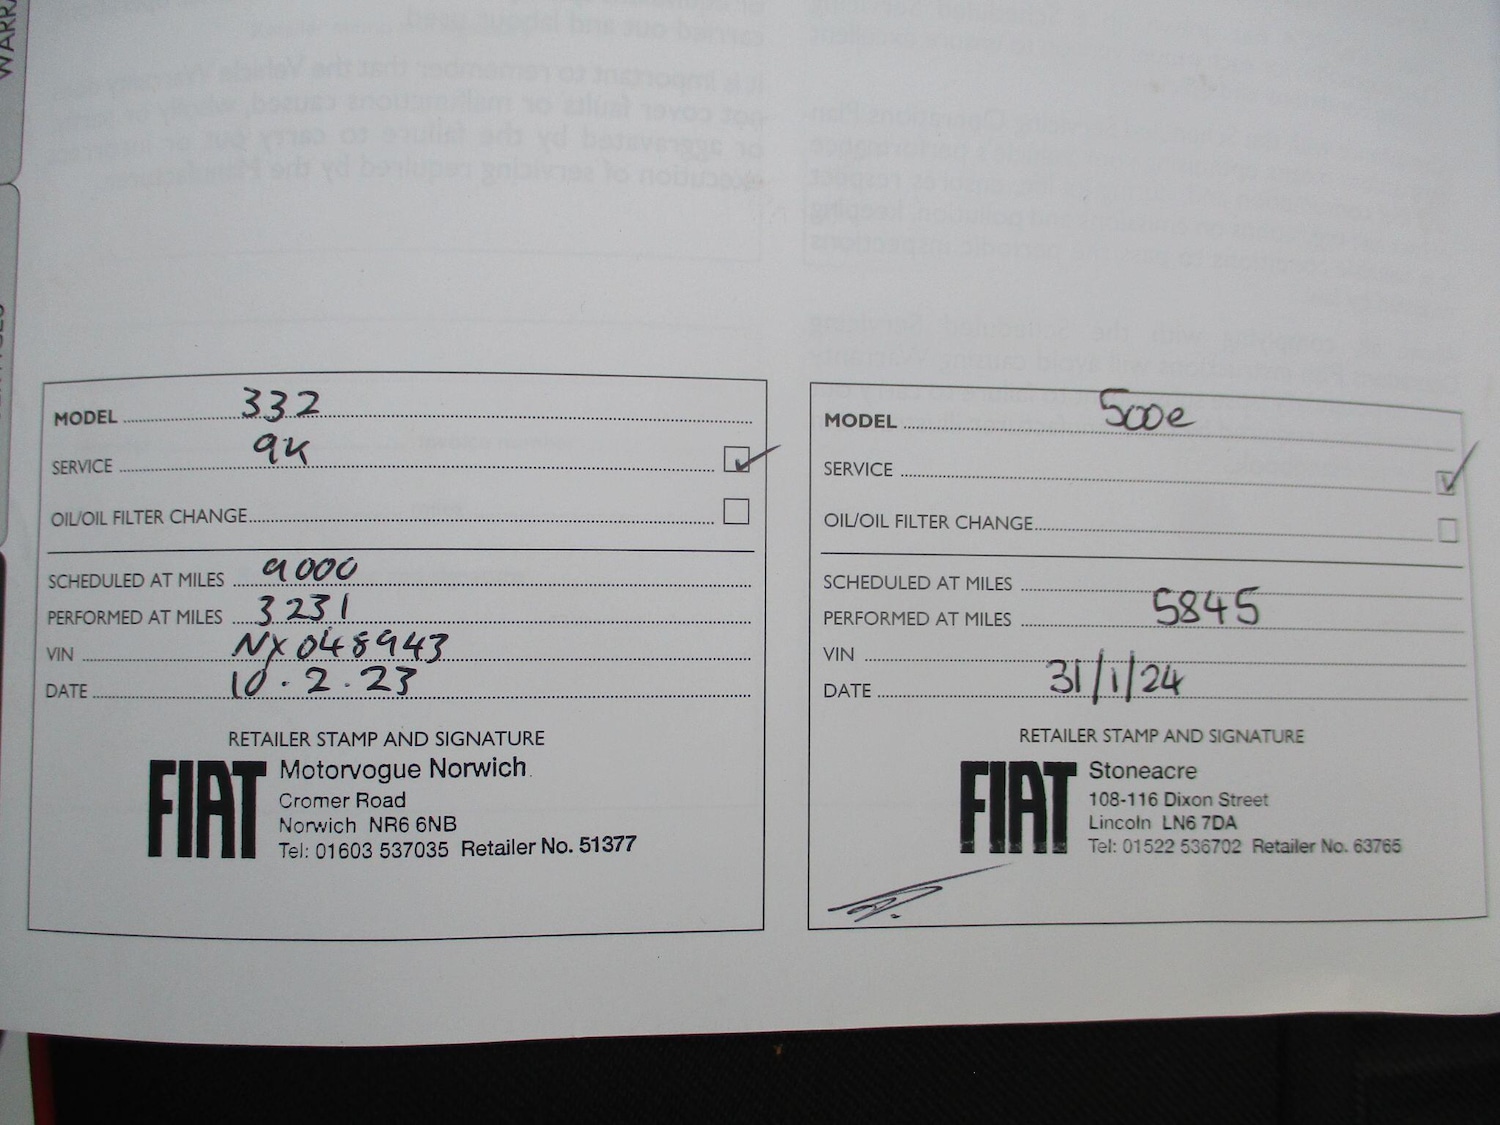 WARRA
MODEL 332
SERVICE 9K
OIL/OIL FILTER CHANGE
SCHEDULED AT MILES 9000
PERFORMED AT MILES 3231
VIN NX048943
DATE 10.2.23
RETAILER STAMP AND SIGNATURE
FIAT
Motorvogue Norwich
Cromer Road
Norwich NR6 6NB
Tel: 01603 537035 Retailer No. 51377
MODEL 500e
SERVICE
OIL/OIL FILTER CHANGE
SCHEDULED AT MILES
PERFORMED AT MILES 5845
VIN
DATE 31/1/24
RETAILER STAMP AND SIGNATURE
FIAT
Stoneacre
108-116 Dixon Street
Lincoln LN6 7DA
Tel: 01522 536702 Retailer No. 63765